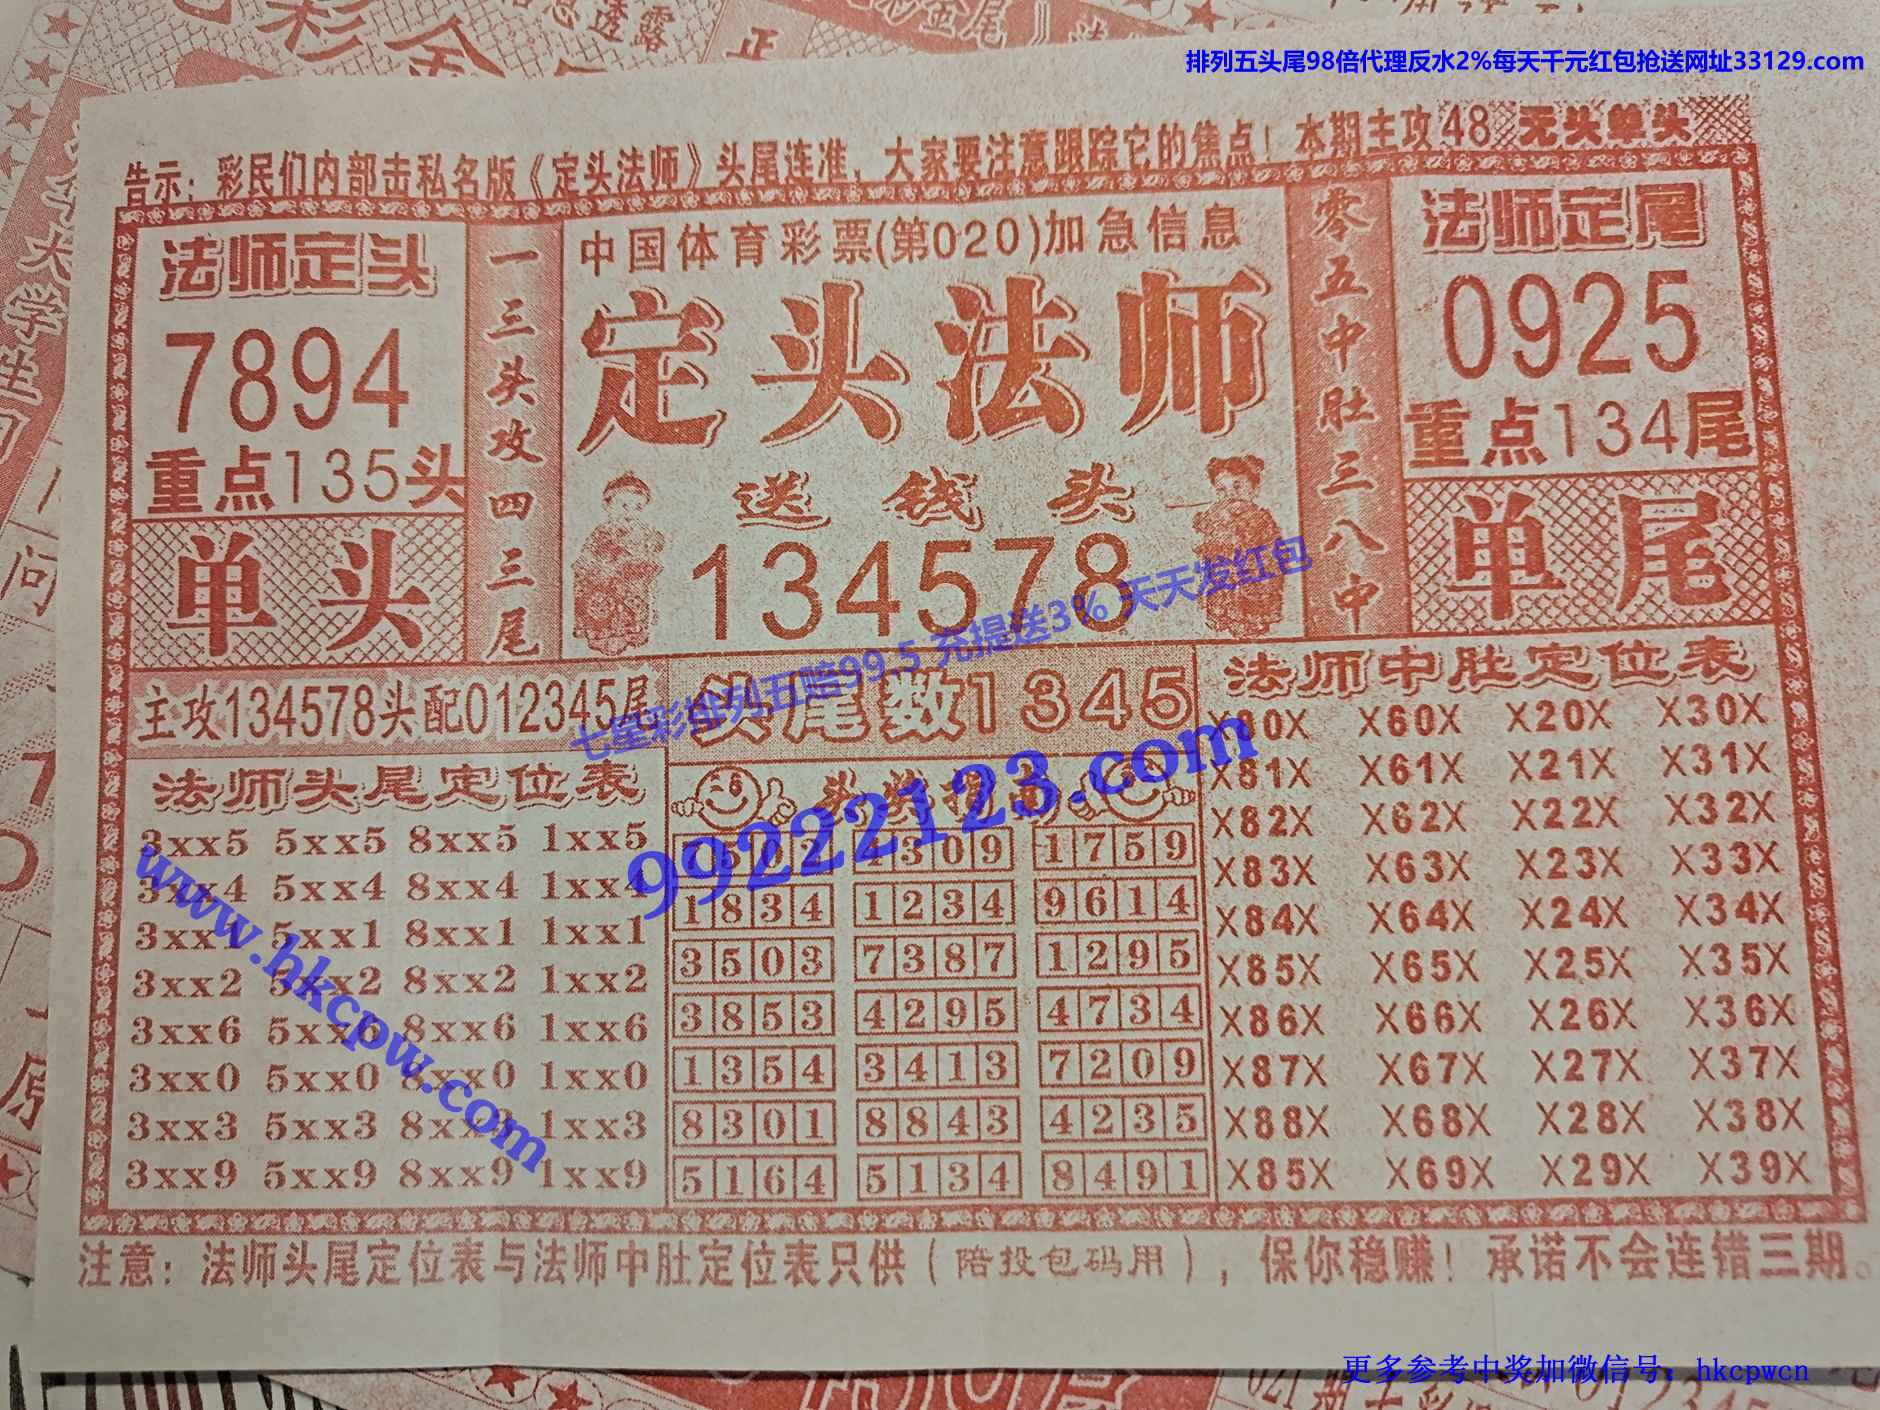 排列五头尾98倍代理反水2%每天千元红包抢送网址33129.com
告示：彩民们内部击私名版《定头法师》头尾连准，大家要注意跟踪它的焦点！本期主攻48 无头单头
法师定头
7894
重点135头
单头
一三头攻四三尾
中国体育彩票(第020)加急信息
定头法师
送钱头
134578
零五中肚三八中
法师定尾
0925
重点134尾
单尾
七星彩排列五赔99.5 充提送3% 天天发红包
99222123.com
www.hkcpw.com
主攻134578头配012345尾
法师头尾定位表
3xx5 5xx5 8xx5 1xx5
3xx4 5xx4 8xx4 1xx4
3xx1 5xx1 8xx1 1xx1
3xx2 5xx2 8xx2 1xx2
3xx6 5xx6 8xx6 1xx6
3xx0 5xx0 8xx0 1xx0
3xx3 5xx3 8xx3 1xx3
3xx9 5xx9 8xx9 1xx9
头尾数1345
7502 4309 1759
1834 1234 9614
3503 7387 1295
3853 4295 4734
1354 3413 7209
8301 8843 4235
5164 5134 8491
法师中肚定位表
X80X X60X X20X X30X
X81X X61X X21X X31X
X82X X62X X22X X32X
X83X X63X X23X X33X
X84X X64X X24X X34X
X85X X65X X25X X35X
X86X X66X X26X X36X
X87X X67X X27X X37X
X88X X68X X28X X38X
X85X X69X X29X X39X
注意：法师头尾定位表与法师中肚定位表只供（陪投包码用），保你稳赚！承诺不会连错三期。
更多参考中奖加微信号：hkcpwcn